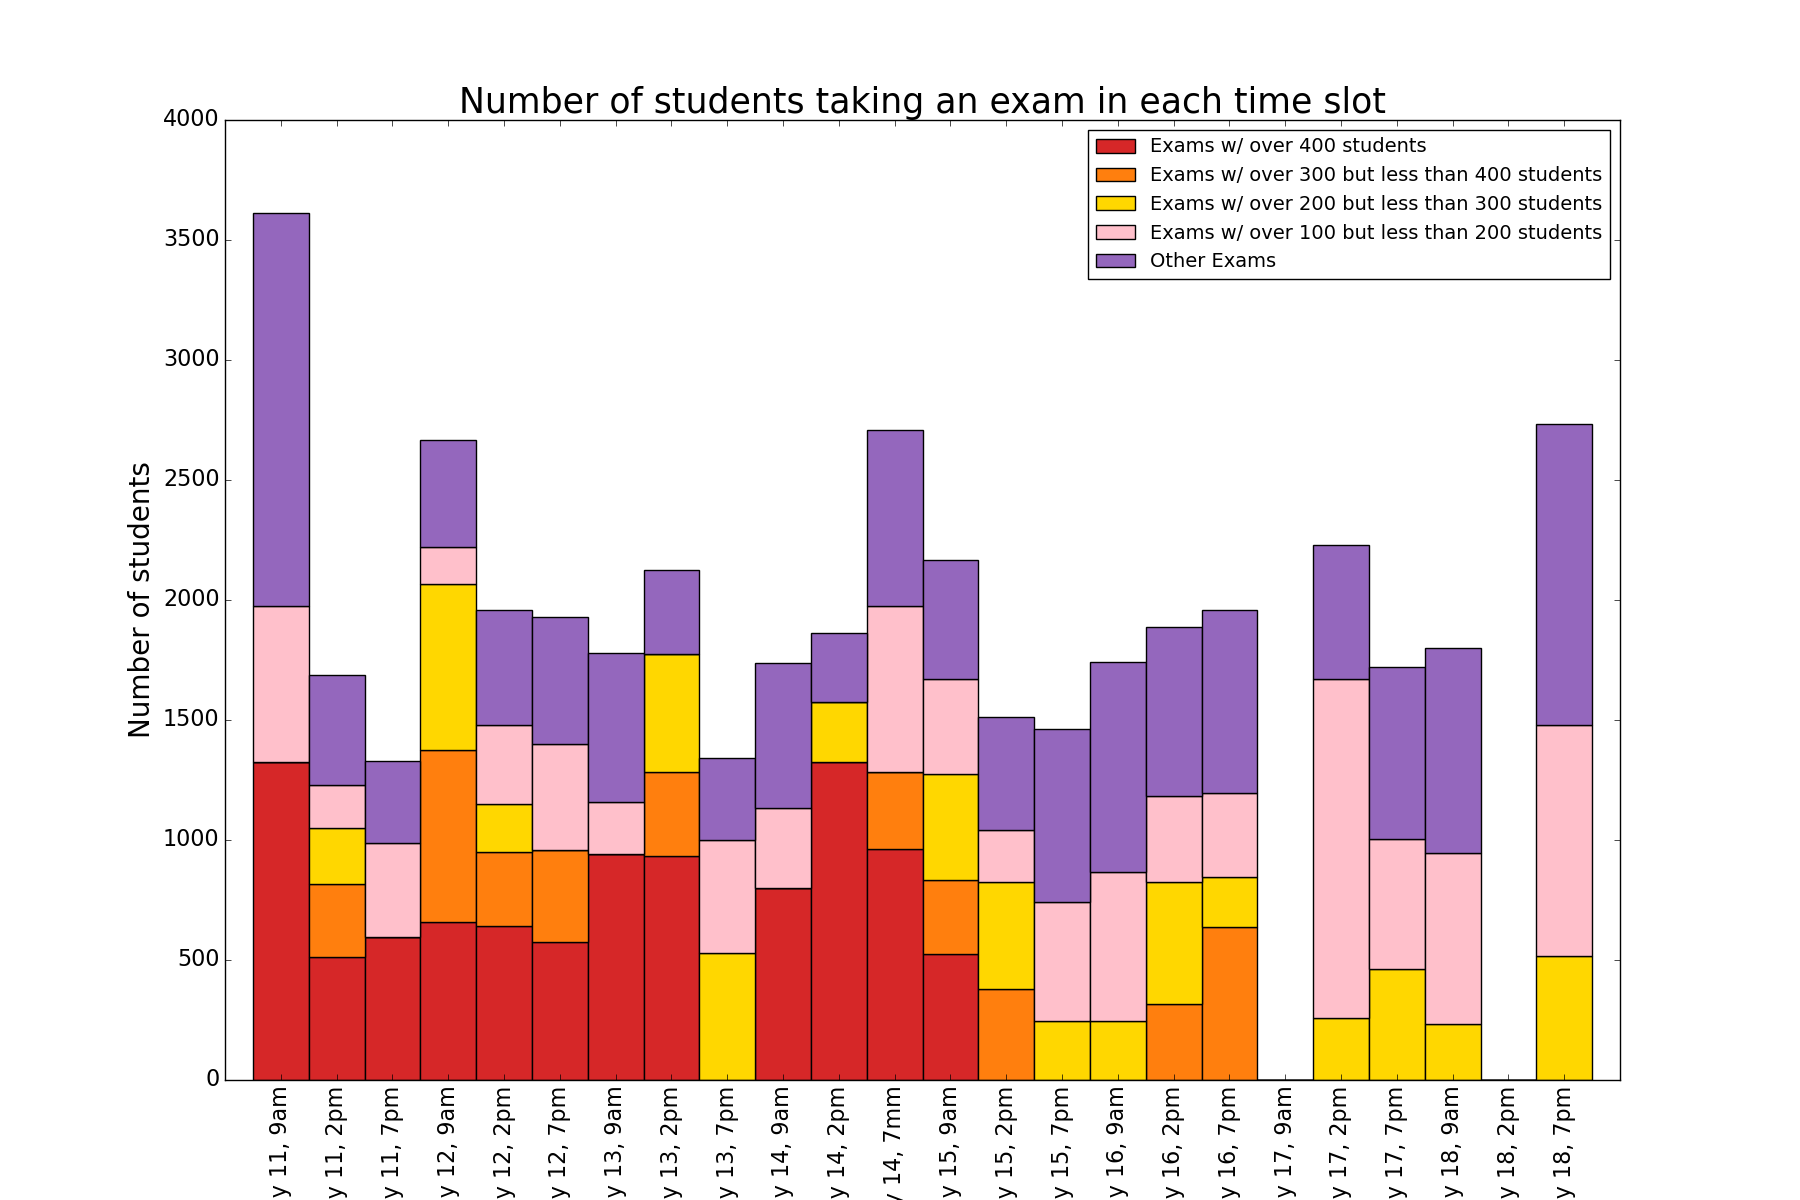 Number of students taking an exam in each time slot
Exams w/ over 400 students
Exams w/ over 300 but less than 400 students
Exams w/ over 200 but less than 300 students
Exams w/ over 100 but less than 200 students
Other Exams
Number of students
4000
3500
3000
2500
2000
1500
1000
500
0
y 11, 9am
y 11, 2pm
y 11, 7pm
y 12, 9am
y 12, 2pm
y 12, 7pm
y 13, 9am
y 13, 2pm
y 13, 7pm
y 14, 9am
y 14, 2pm
y 14, 7mm
y 15, 9am
y 15, 2pm
y 15, 7pm
y 16, 9am
y 16, 2pm
y 16, 7pm
y 17, 9am
y 17, 2pm
y 17, 7pm
y 18, 9am
y 18, 2pm
y 18, 7pm